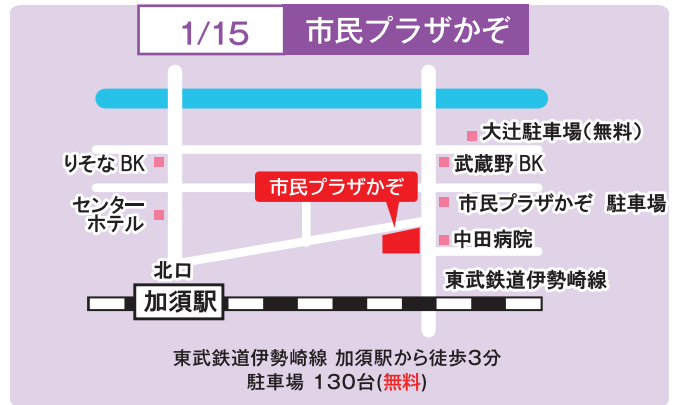 1/15 市民プラザかぞ
大辻駐車場(無料)
りそな BK
武蔵野 BK
市民プラザかぞ
センター
ホテル
市民プラザかぞ 駐車場
中田病院
北口
東武鉄道伊勢崎線
加須駅
東武鉄道伊勢崎線 加須駅から徒歩3分
駐車場 130台(無料)